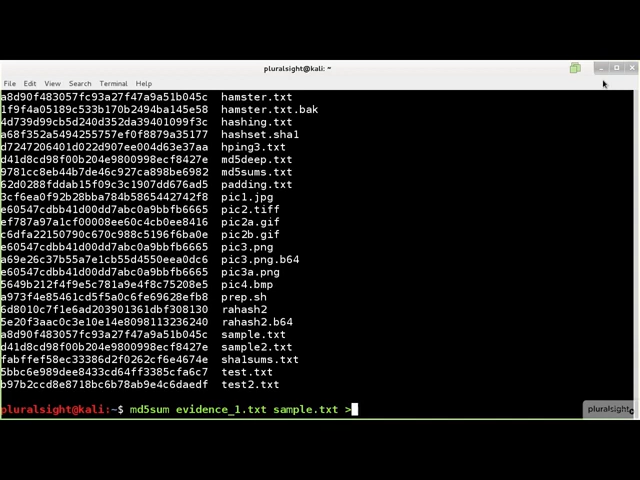 pluralsight@kali: ~
File Edit View Search Terminal Help
a8d90f483057fc93a27f47a9a51b045c hamster.txt
1f9f4a05189c533b170b2494ba145e58 hamster.txt.bak
4d739d99cb5d240d352da39401099f3c hashing.txt
a68f352a5494255757ef0f8879a35177 hashset.sha1
d7247206401d022d907ee004d63e37aa hping3.txt
d41d8cd98f00b204e9800998ecf8427e md5deep.txt
9781cc8eb44b7de46c927ca898be6982 md5sums.txt
62d0288fddab15f09c3c1907dd676ad5 padding.txt
3cf6ea0f92b28bba784b5865442742f8 pic1.jpg
e60547cdbb41d00dd7abc0a9bbfb6665 pic2.tiff
ef787a97a1cf00008ee60c4cb0ee8416 pic2a.gif
c6dfa22150790c670c988c5196f6ba0e pic2b.gif
e60547cdbb41d00dd7abc0a9bbfb6665 pic3.png
a69e26c37b55a7e1cb55d4550eea0dc6 pic3.png.b64
e60547cdbb41d00dd7abc0a9bbfb6665 pic3a.png
5649b212f4f9e5c781a9e4f8c75208e5 pic4.bmp
a973f4e85461cd5f5a0c6fe69628efb8 prep.sh
6d8010c7f1e6ad203901361dbf308130 rahash2
5e20f3aac0c3e10e14e8098113236240 rahash2.b64
a8d90f483057fc93a27f47a9a51b045c sample.txt
d41d8cd98f00b204e9800998ecf8427e sample2.txt
fabffef58ec33386d2f0262cf6e4674e sha1sums.txt
5bbc6e989dee8433cd64ff3385cfa6c7 test.txt
b97b2ccd8e8718bc6b78ab9e4c6daedf test2.txt
pluralsight@kali:~$ md5sum evidence_1.txt sample.txt >
pluralsight